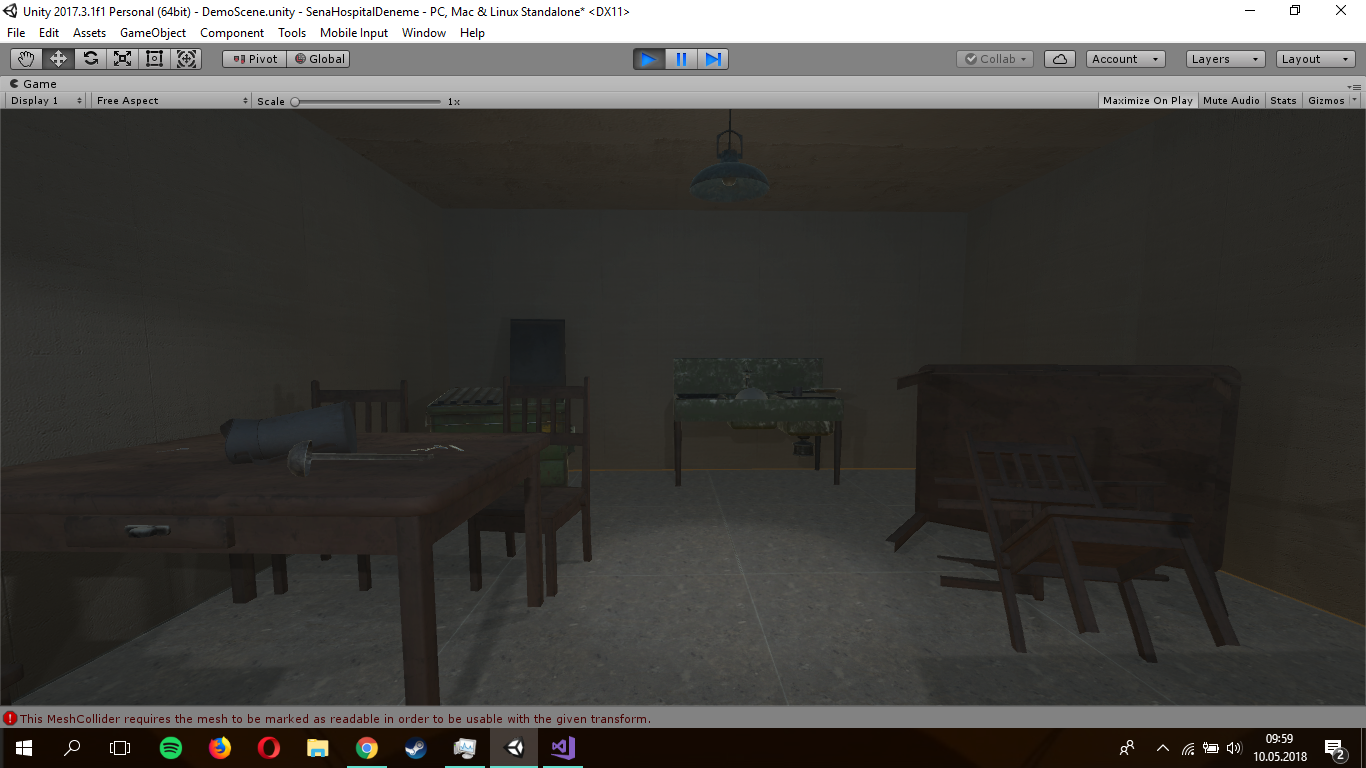 Unity 2017.3.1f1 Personal (64bit) - DemoScene.unity - SenaHospitalDeneme - PC, Mac & Linux Standalone* <DX11>
File Edit Assets GameObject Component Tools Mobile Input Window Help
Pivot Global Collab Account Layers Layout
Game
Display 1 Free Aspect Scale 1x Maximize On Play Mute Audio Stats Gizmos
This MeshCollider requires the mesh to be marked as readable in order to be usable with the given transform.
09:59
10.05.2018
2